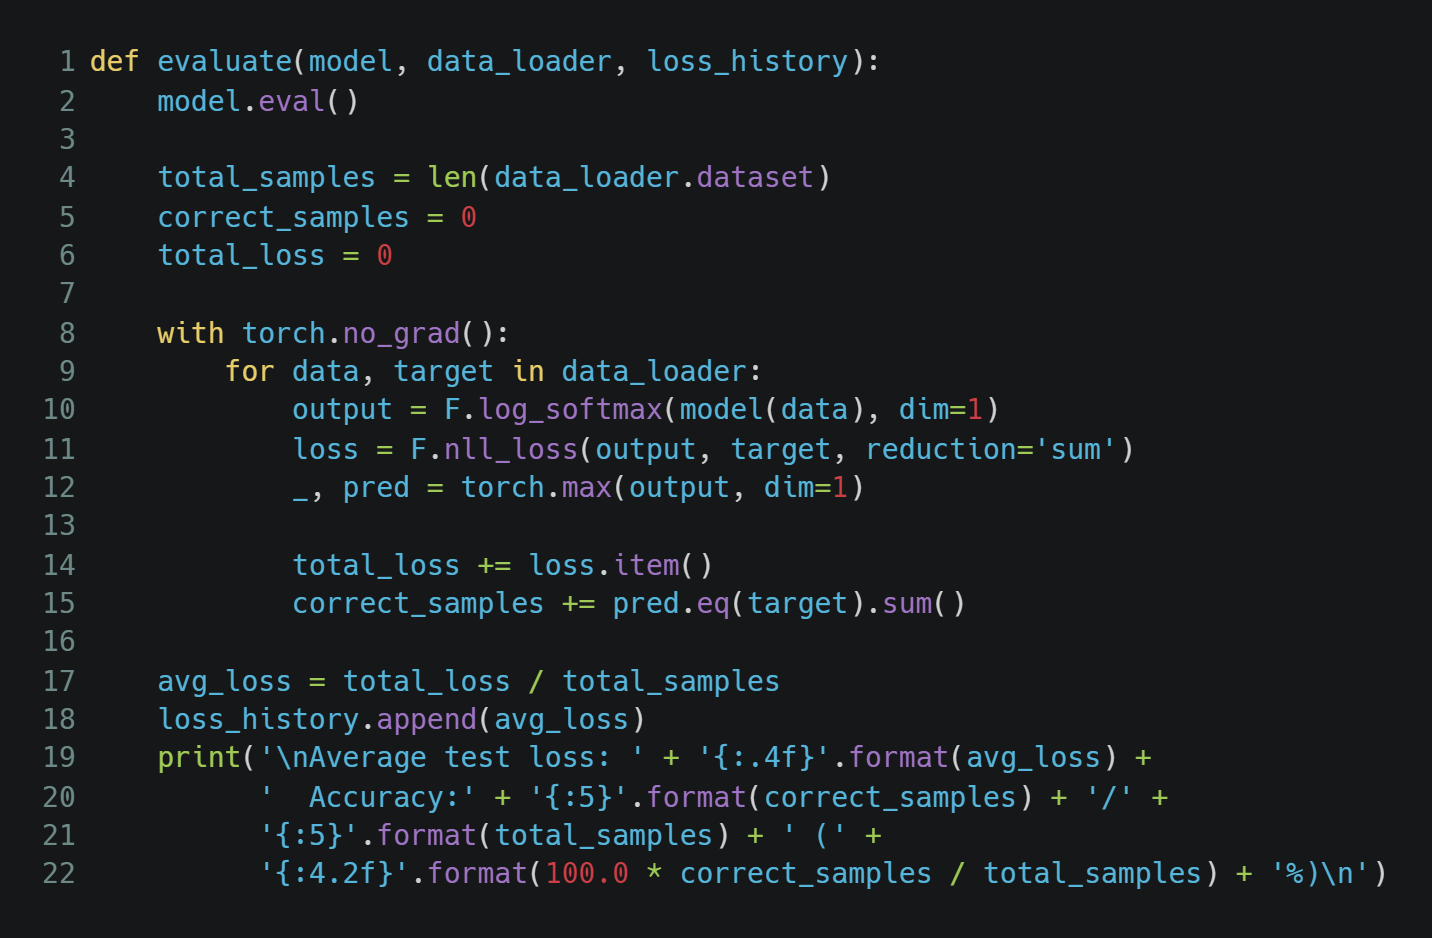 1 def evaluate(model, data_loader, loss_history):
2     model.eval()
3
4     total_samples = len(data_loader.dataset)
5     correct_samples = 0
6     total_loss = 0
7
8     with torch.no_grad():
9         for data, target in data_loader:
10             output = F.log_softmax(model(data), dim=1)
11             loss = F.nll_loss(output, target, reduction='sum')
12             _, pred = torch.max(output, dim=1)
13
14             total_loss += loss.item()
15             correct_samples += pred.eq(target).sum()
16
17     avg_loss = total_loss / total_samples
18     loss_history.append(avg_loss)
19     print('\nAverage test loss: ' + '{:.4f}'.format(avg_loss) +
20           '  Accuracy:' + '{:5}'.format(correct_samples) + '/' +
21           '{:5}'.format(total_samples) + ' (' +
22           '{:4.2f}'.format(100.0 * correct_samples / total_samples) + '%)\n')